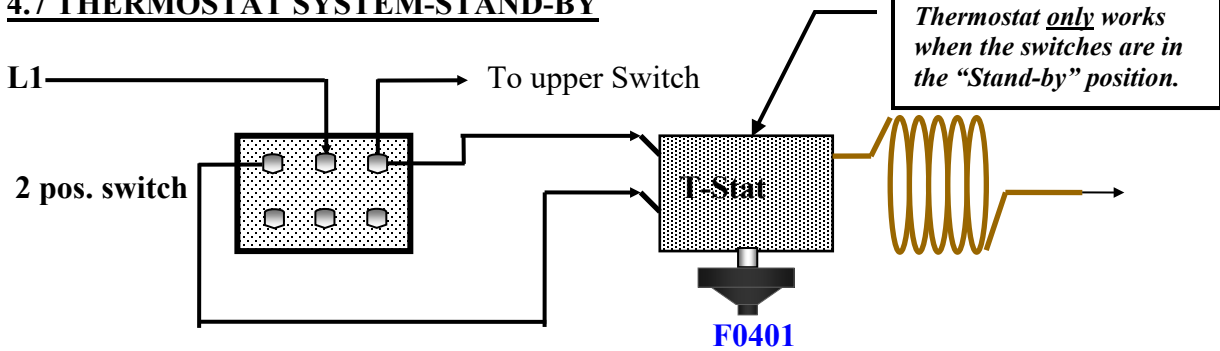 4.7 THERMOSTAT SYSTEM-STAND-BY
Thermostat only works
when the switches are in
the “Stand-by” position.
L1
To upper Switch
2 pos. switch
T-Stat
F0401